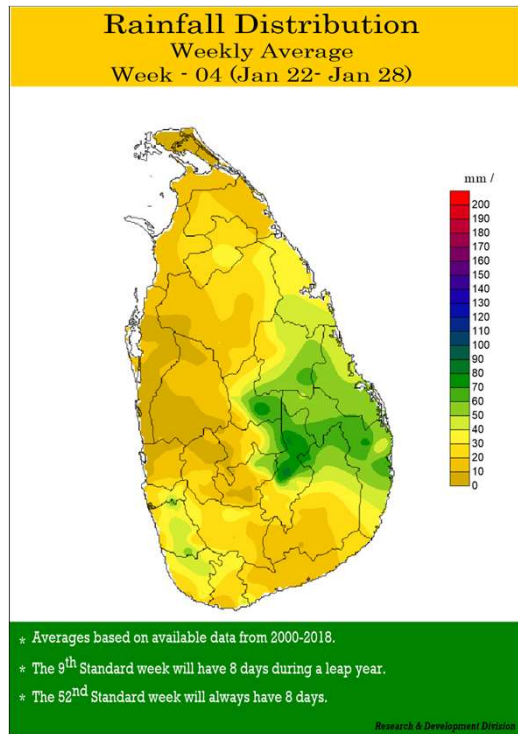 Rainfall Distribution
Weekly Average
Week - 04 (Jan 22- Jan 28)
mm /
200
190
180
170
160
150
140
130
120
110
100
90
80
70
60
50
40
30
20
10
0
* Averages based on available data from 2000-2018.
* The 9th Standard week will have 8 days during a leap year.
* The 52nd Standard week will always have 8 days.
Research & Development Division